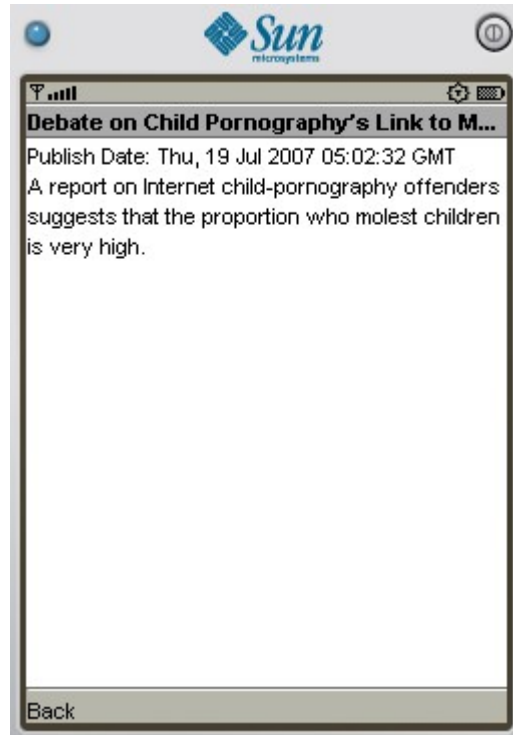 Sun
microsystems
Debate on Child Pornography's Link to M...
Publish Date: Thu, 19 Jul 2007 05:02:32 GMT
A report on Internet child-pornography offenders
suggests that the proportion who molest children
is very high.
Back